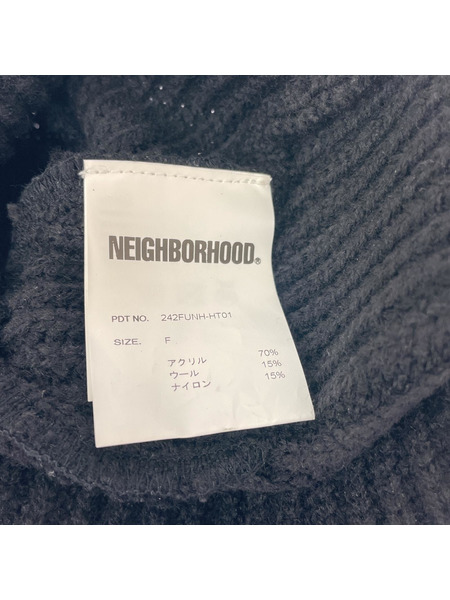 NEIGHBORHOOD®
PDT NO. 242FUNH-HT01
SIZE. F
アクリル 70%
ウール 15%
ナイロン 15%